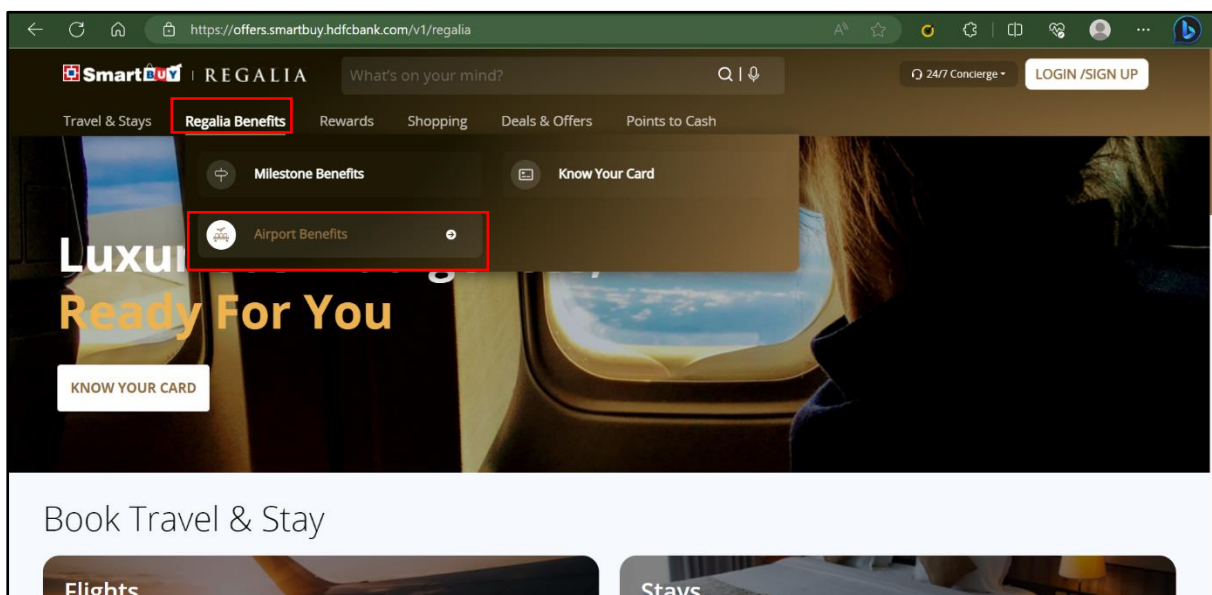 https://offers.smartbuy.hdfcbank.com/v1/regalia
SmartBUY | REGALIA What's on your mind? 24/7 Concierge LOGIN /SIGN UP
Travel & Stays Regalia Benefits Rewards Shopping Deals & Offers Points to Cash
Milestone Benefits Know Your Card
Airport Benefits
Ready For You
KNOW YOUR CARD
Book Travel & Stay
Flights Stays